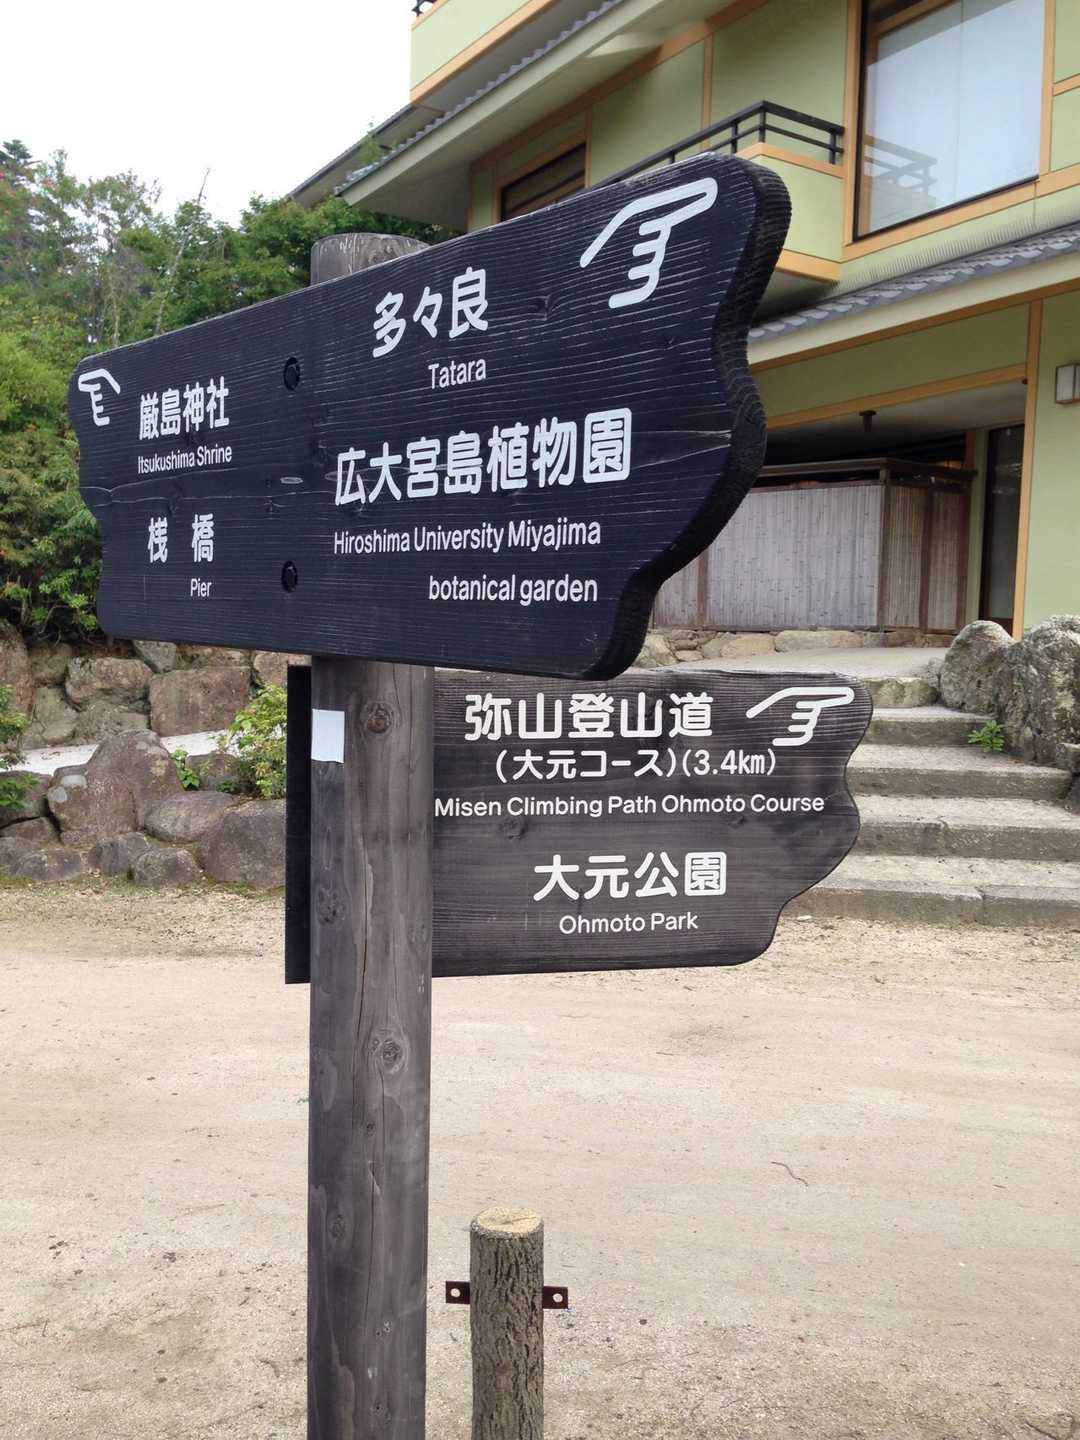 厳島神社
Itsukushima Shrine
桟 橋
Pier
多々良
Tatara
広大宮島植物園
Hiroshima University Miyajima
botanical garden
弥山登山道
(大元コース)(3.4km)
Misen Climbing Path Ohmoto Course
大元公園
Ohmoto Park